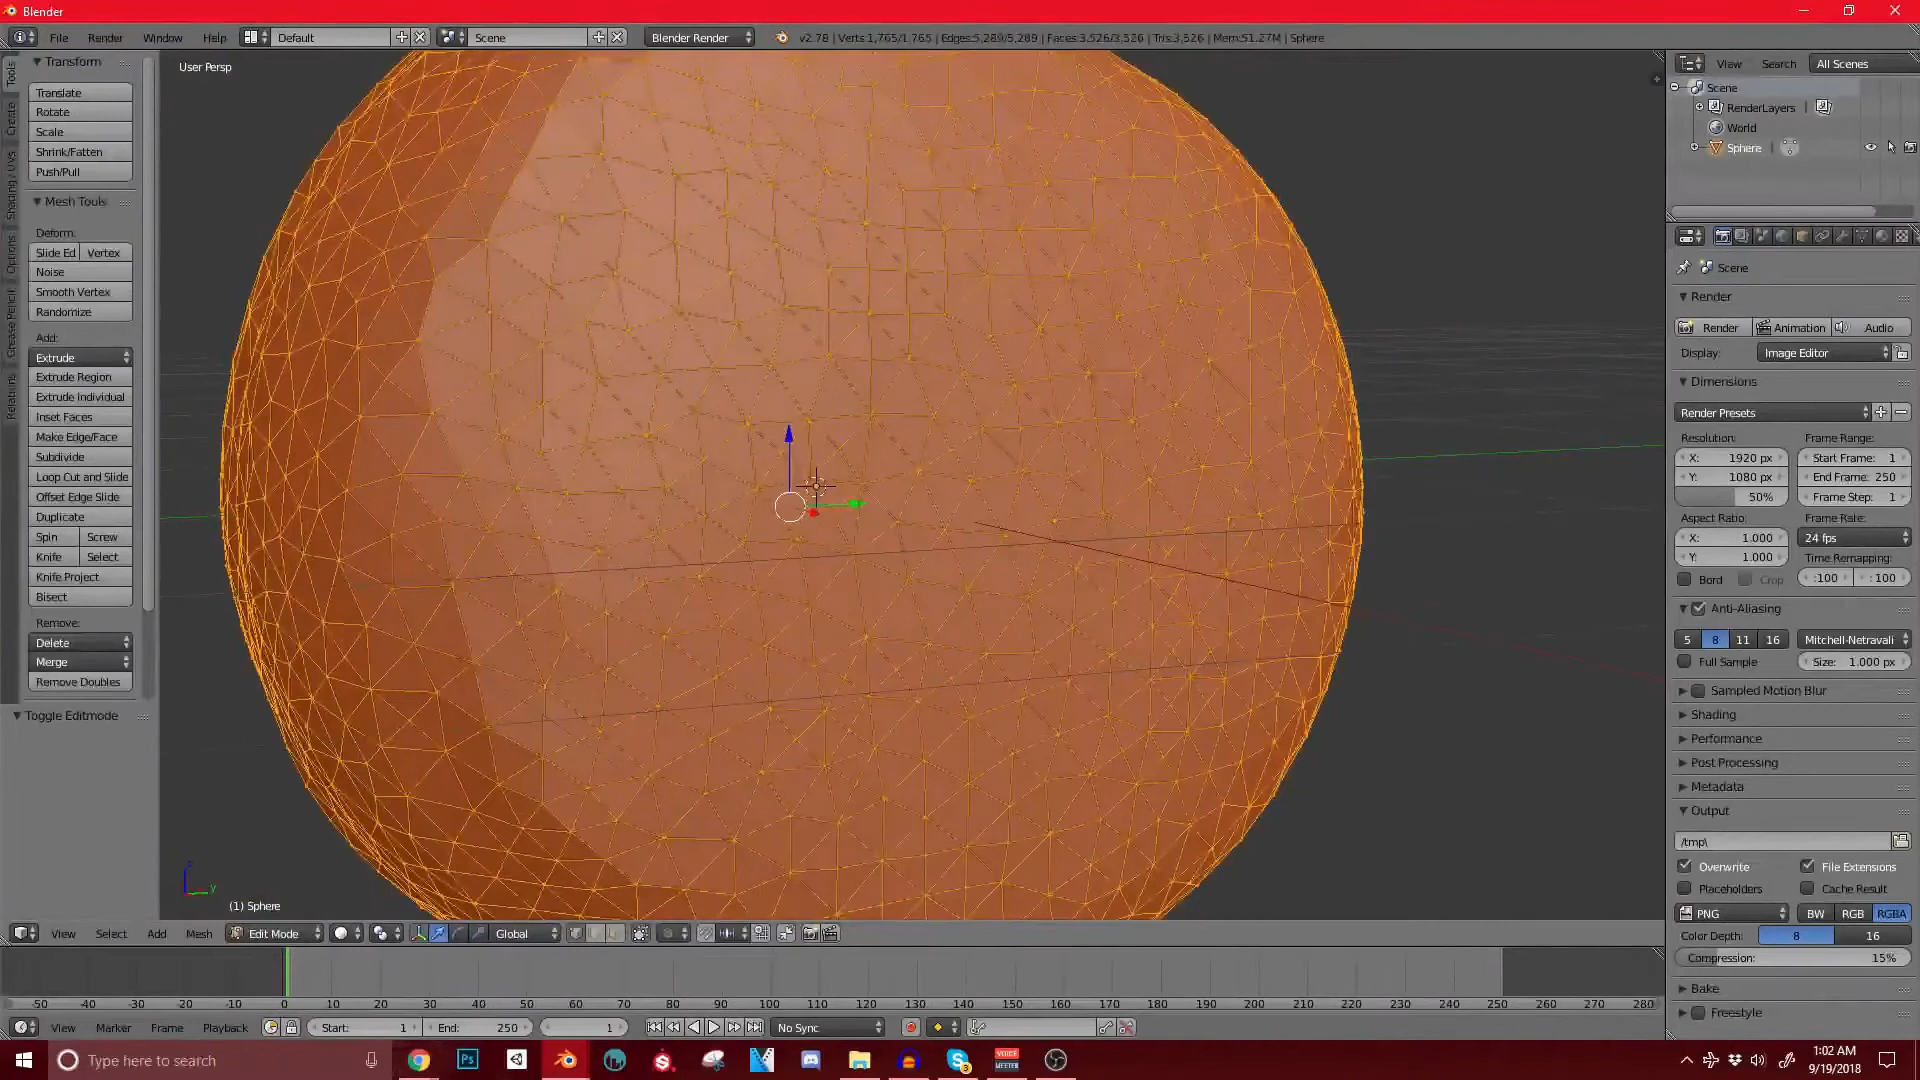 Blender
File Render Window Help Default Scene Blender Render v2.78 | Verts:1,765/1,765 | Edges:5,289/5,289 | Faces:3,526/3,526 | Tris:3,526 | Mem:51.27M | Sphere
User Persp
Tools
Create
Shading / UVs
Options
Grease Pencil
Relations
Transform
Translate
Rotate
Scale
Shrink/Fatten
Push/Pull
Mesh Tools
Deform:
Slide Ed Vertex
Noise
Smooth Vertex
Randomize
Add:
Extrude
Extrude Region
Extrude Individual
Inset Faces
Make Edge/Face
Subdivide
Loop Cut and Slide
Offset Edge Slide
Duplicate
Spin Screw
Knife Select
Knife Project
Bisect
Remove:
Delete
Merge
Remove Doubles
Toggle Editmode
z
y
(1) Sphere
View Select Add Mesh Edit Mode Global
View Search All Scenes
Scene
RenderLayers
World
Sphere
Scene
Render
Render Animation Audio
Display: Image Editor
Dimensions
Render Presets
Resolution: Frame Range:
X: 1920 px Start Frame: 1
Y: 1080 px End Frame: 250
50% Frame Step: 1
Aspect Ratio: Frame Rate:
X: 1.000 24 fps
Y: 1.000 Time Remapping:
Bord Crop :100 : 100
Anti-Aliasing
5 8 11 16 Mitchell-Netravali
Full Sample Size: 1.000 px
Sampled Motion Blur
Shading
Performance
Post Processing
Metadata
Output
/tmp\
Overwrite File Extensions
Placeholders Cache Result
PNG BW RGB RGBA
Color Depth: 8 16
Compression: 15%
Bake
Freestyle
-50 -40 -30 -20 -10 0 10 20 30 40 50 60 70 80 90 100 110 120 130 140 150 160 170 180 190 200 210 220 230 240 250 260 270 280
View Marker Frame Playback Start: 1 End: 250 1 No Sync
Type here to search
Ps
3
VOICE
MEETER
1:02 AM
9/19/2018